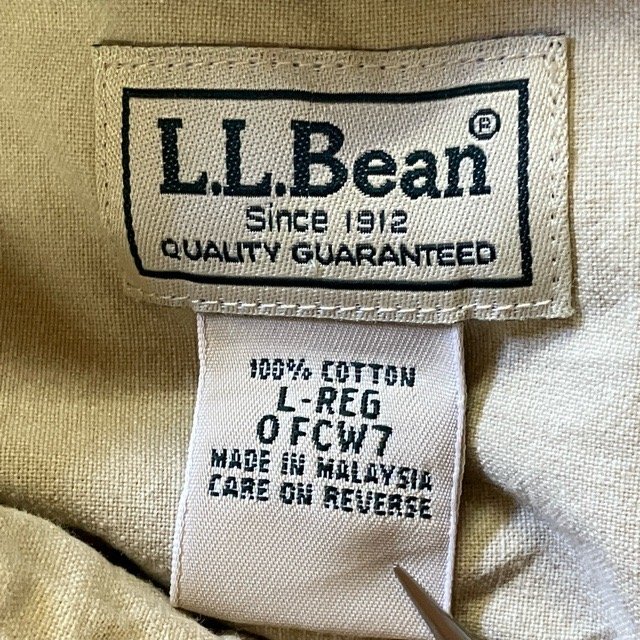 L.L.Bean®
Since 1912
QUALITY GUARANTEED
100% COTTON
L-REG
0FCW7
MADE IN MALAYSIA
CARE ON REVERSE